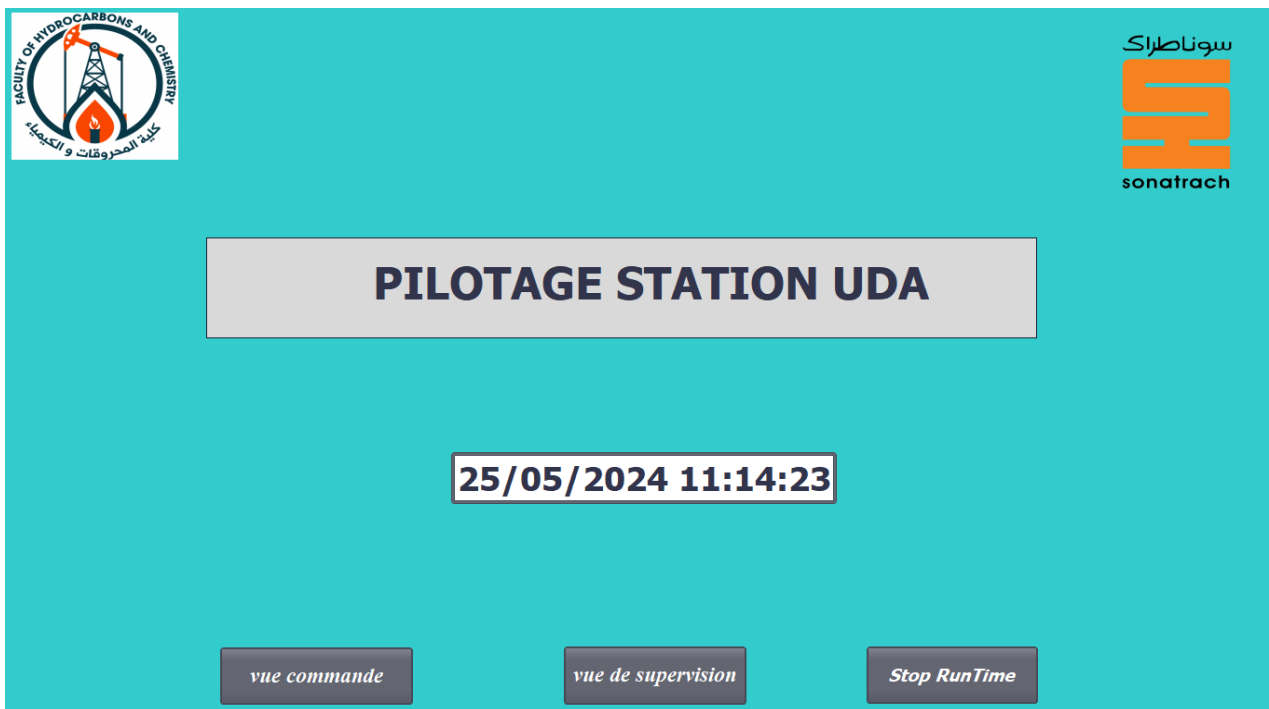 FACULTY OF HYDROCARBONS AND CHEMISTRY
كلية المحروقات و الكيمياء
سوناطراك
sonatrach
PILOTAGE STATION UDA
25/05/2024 11:14:23
vue commande
vue de supervision
Stop RunTime